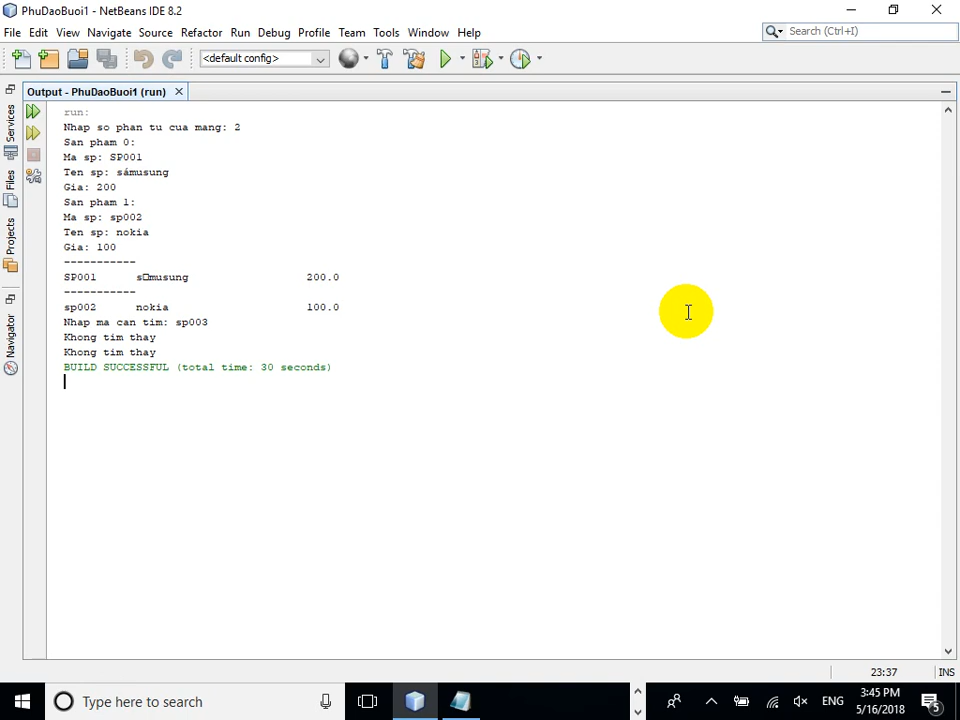 PhuDaoBuoi1 - NetBeans IDE 8.2
File Edit View Navigate Source Refactor Run Debug Profile Team Tools Window Help
Search (Ctrl+I)
<default config>
Output - PhuDaoBuoi1 (run)
Services
Files
Projects
Navigator
run:
Nhap so phan tu cua mang: 2
San pham 0:
Ma sp: SP001
Ten sp: sámusung
Gia: 200
San pham 1:
Ma sp: sp002
Ten sp: nokia
Gia: 100
-----------
SP001 s□musung 200.0
-----------
sp002 nokia 100.0
Nhap ma can tim: sp003
Khong tim thay
Khong tim thay
BUILD SUCCESSFUL (total time: 30 seconds)
23:37 INS
Type here to search
ENG
3:45 PM
5/16/2018
5